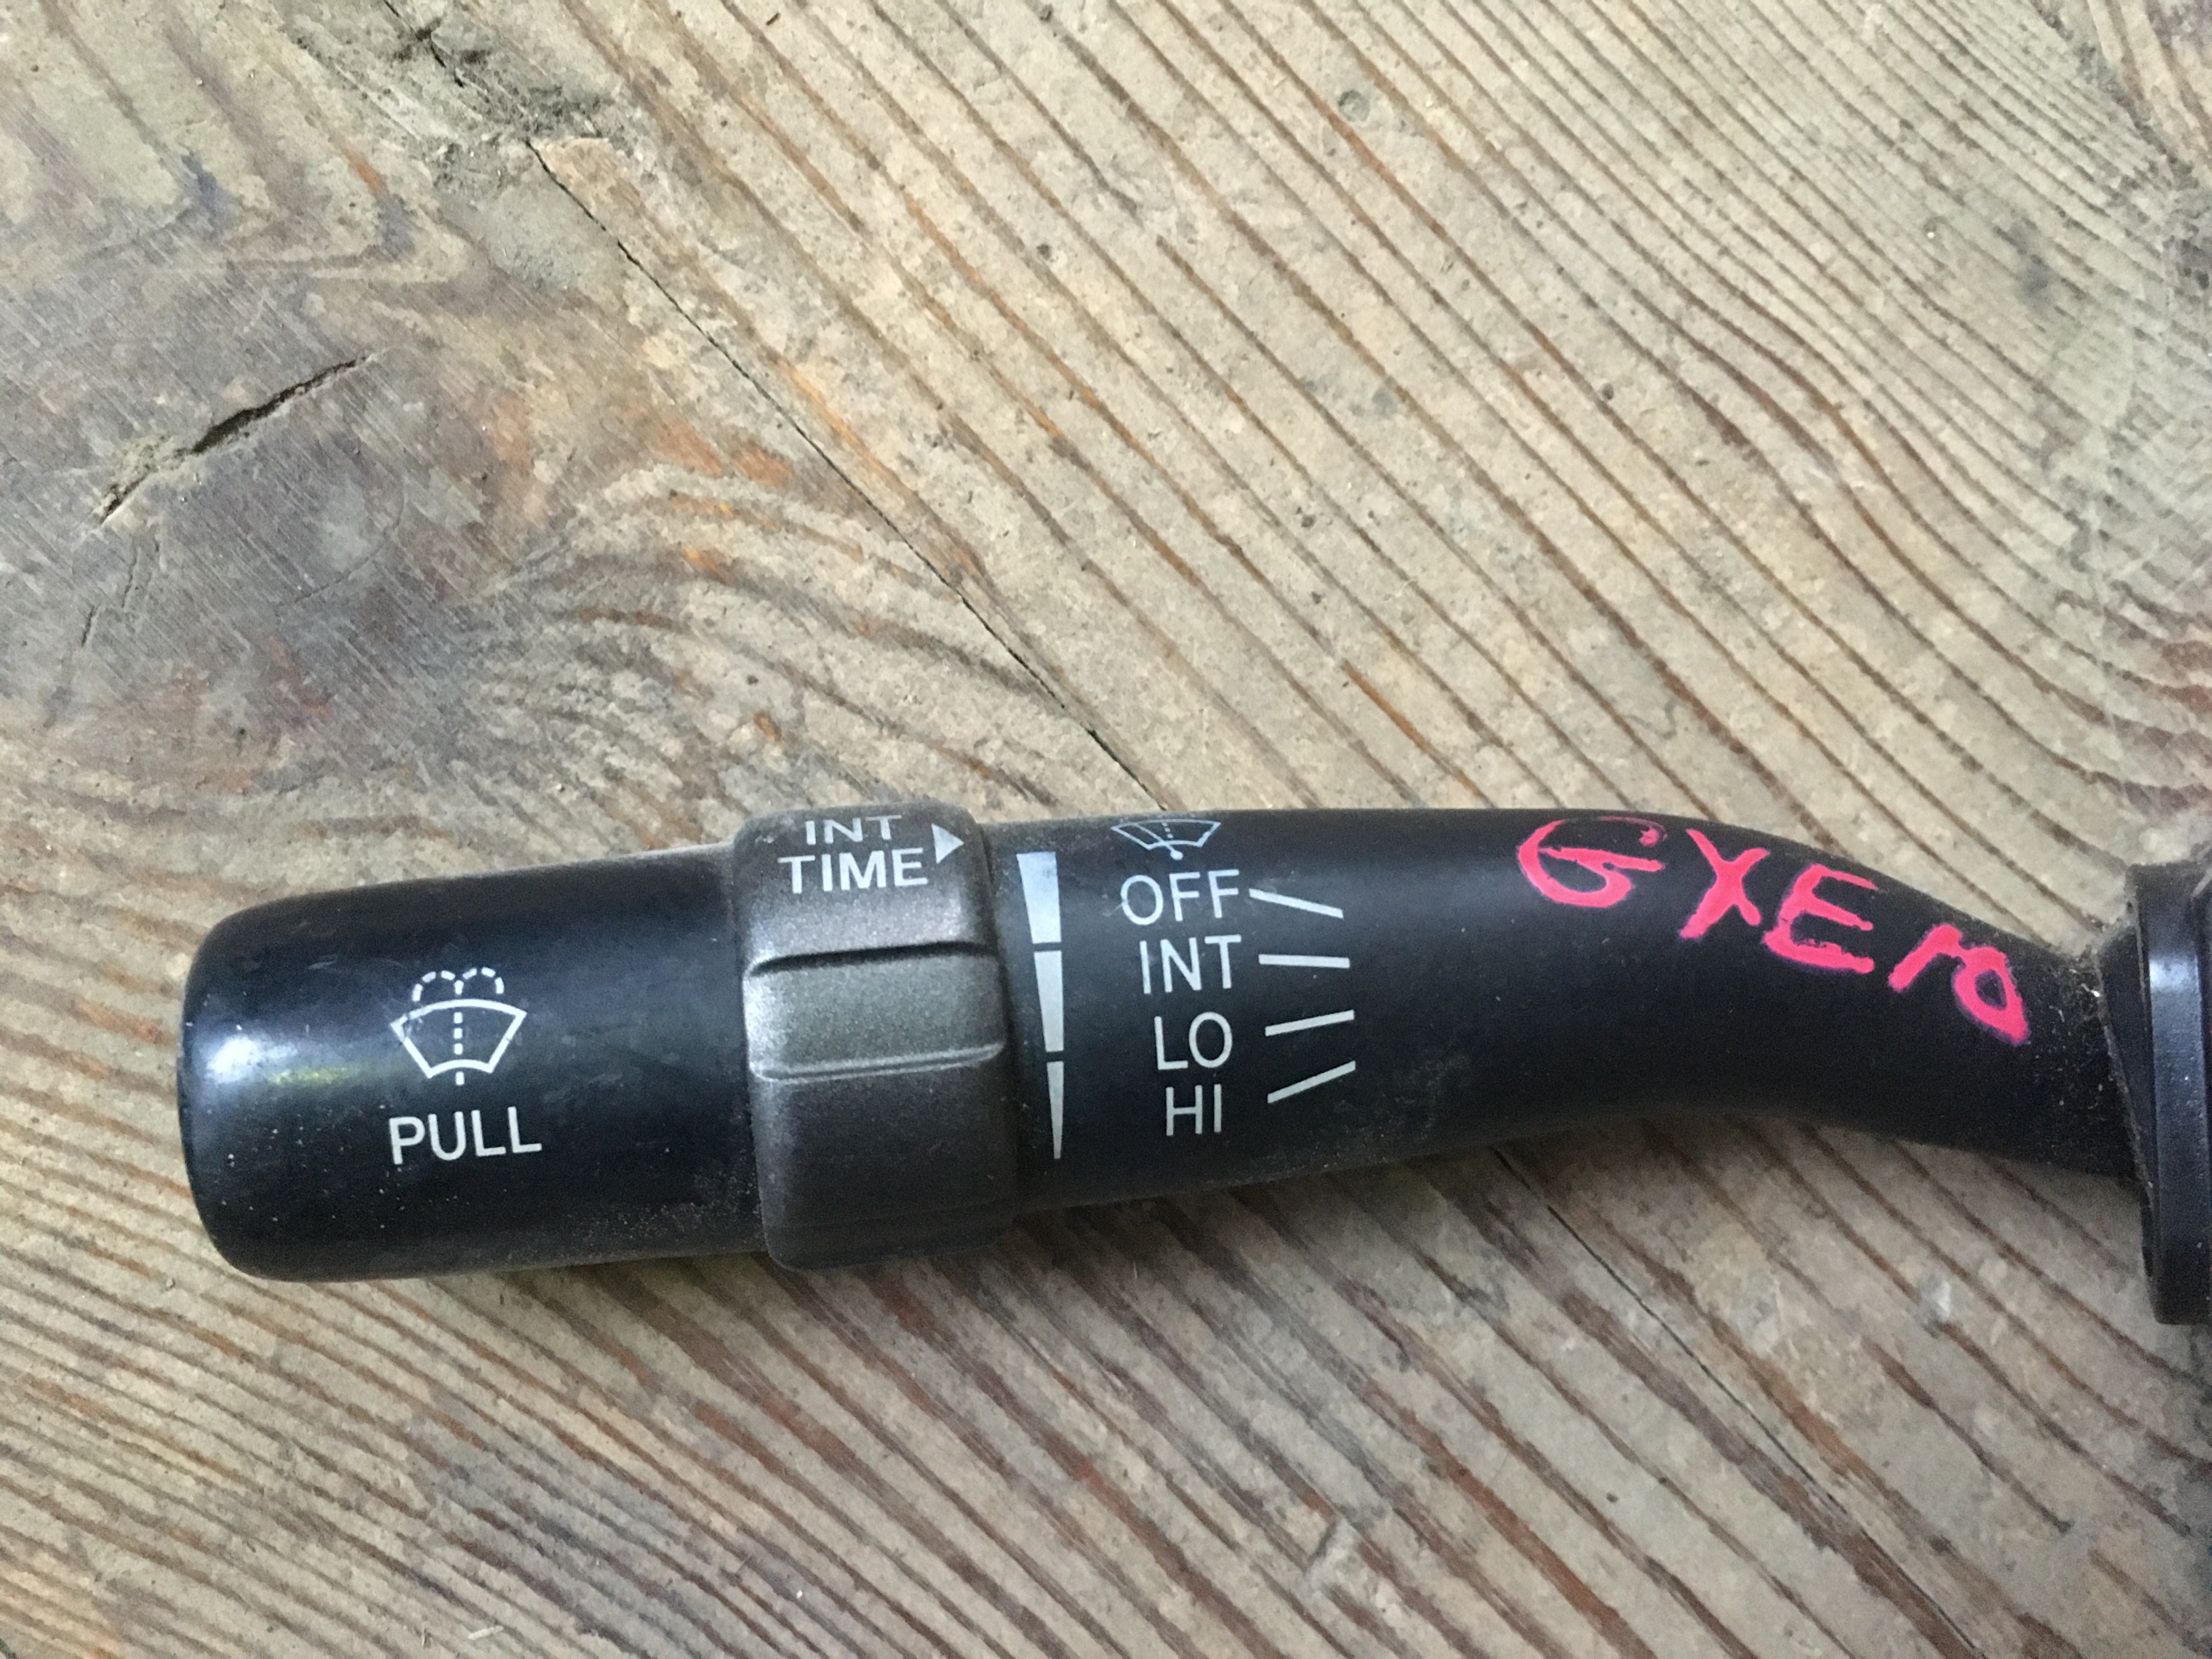 INT
TIME
OFF
INT
LO
HI
PULL
GXE10